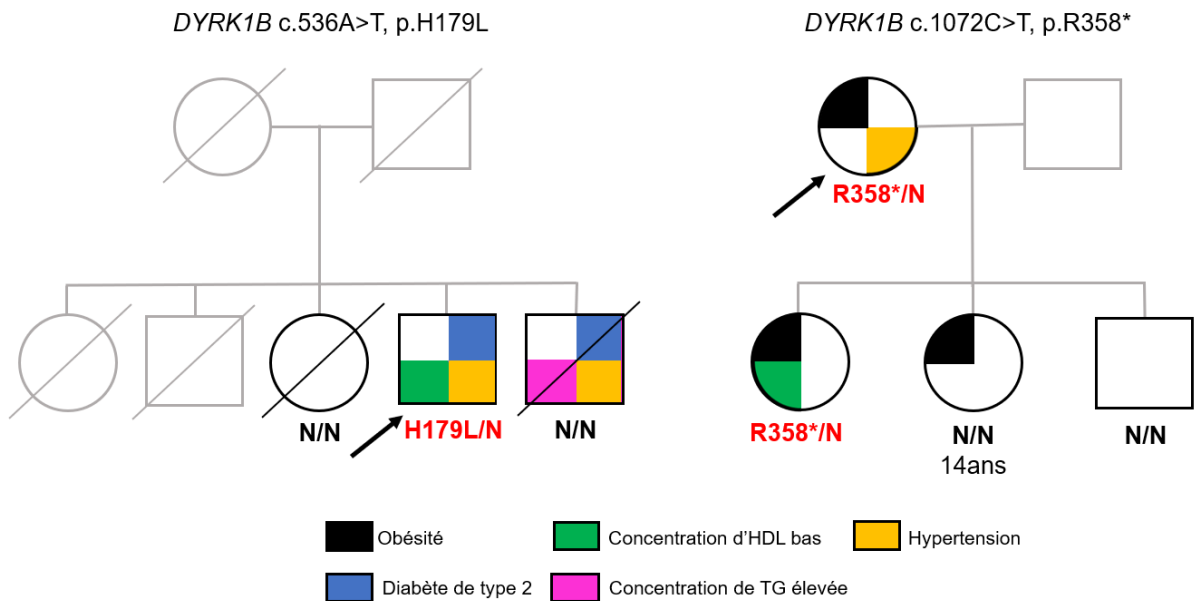 DYRK1B c.536A>T, p.H179L
DYRK1B c.1072C>T, p.R358*
R358*/N
N/N
H179L/N
N/N
R358*/N
N/N
14ans
N/N
Obésité
Concentration d'HDL bas
Hypertension
Diabète de type 2
Concentration de TG élevée